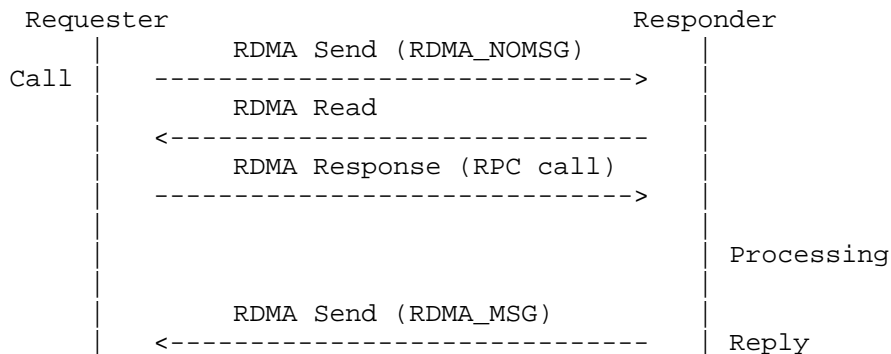 Requester Responder
RDMA Send (RDMA_NOMSG)
Call
RDMA Read
RDMA Response (RPC call)
Processing
RDMA Send (RDMA_MSG)
Reply